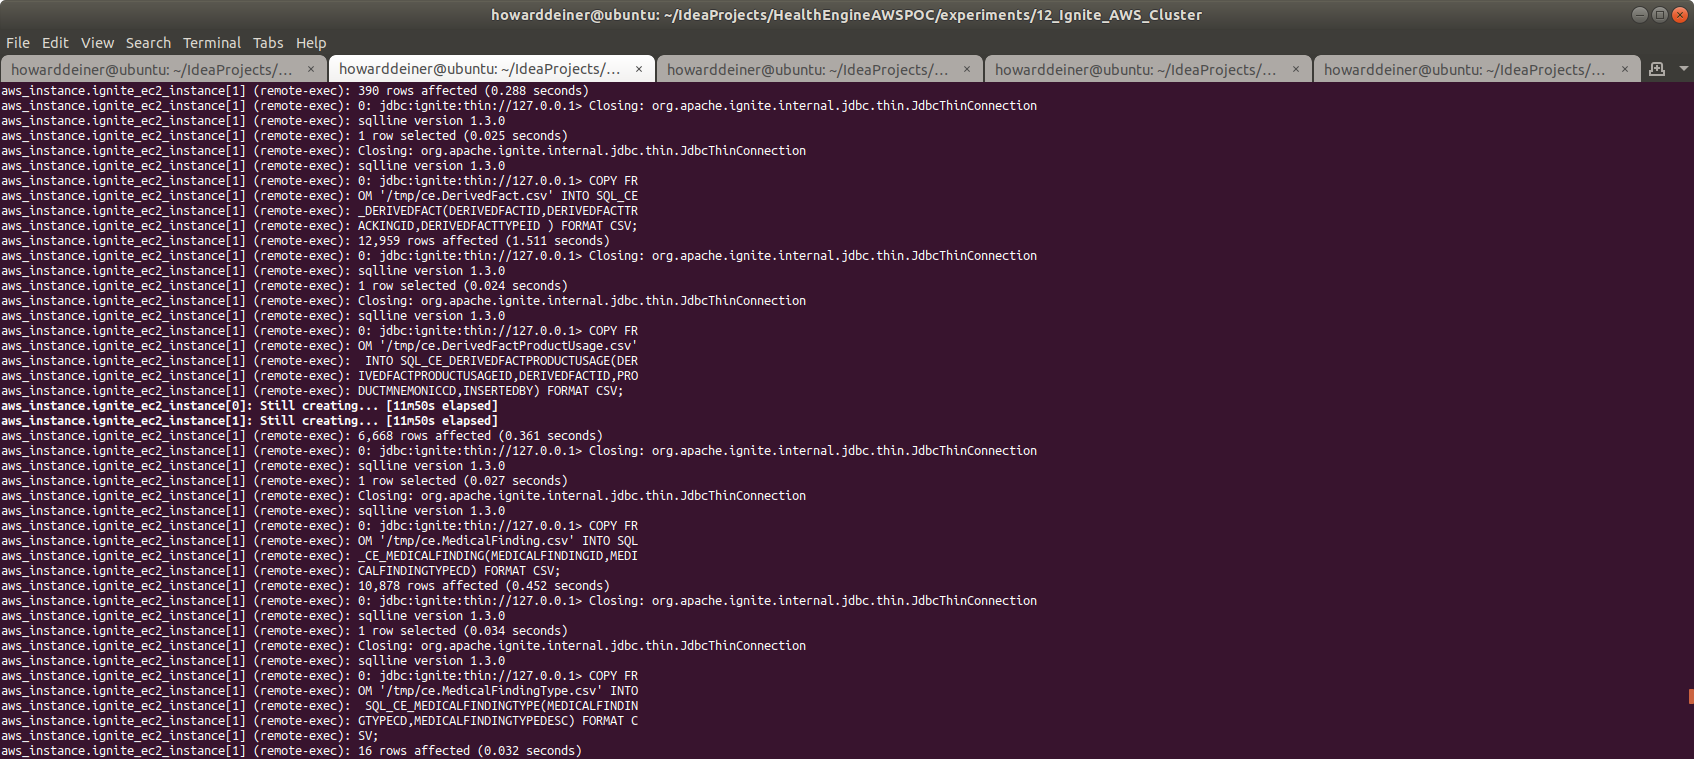 howarddeiner@ubuntu: ~/IdeaProjects/HealthEngineAWSPOC/experiments/12_Ignite_AWS_Cluster
File Edit View Search Terminal Tabs Help
howarddeiner@ubuntu: ~/IdeaProjects/... × howarddeiner@ubuntu: ~/IdeaProjects/... × howarddeiner@ubuntu: ~/IdeaProjects/... × howarddeiner@ubuntu: ~/IdeaProjects/... × howarddeiner@ubuntu: ~/IdeaProjects/... ×
aws_instance.ignite_ec2_instance[1] (remote-exec): 390 rows affected (0.288 seconds)
aws_instance.ignite_ec2_instance[1] (remote-exec): 0: jdbc:ignite:thin://127.0.0.1> Closing: org.apache.ignite.internal.jdbc.thin.JdbcThinConnection
aws_instance.ignite_ec2_instance[1] (remote-exec): sqlline version 1.3.0
aws_instance.ignite_ec2_instance[1] (remote-exec): 1 row selected (0.025 seconds)
aws_instance.ignite_ec2_instance[1] (remote-exec): Closing: org.apache.ignite.internal.jdbc.thin.JdbcThinConnection
aws_instance.ignite_ec2_instance[1] (remote-exec): sqlline version 1.3.0
aws_instance.ignite_ec2_instance[1] (remote-exec): 0: jdbc:ignite:thin://127.0.0.1> COPY FR
aws_instance.ignite_ec2_instance[1] (remote-exec): OM '/tmp/ce.DerivedFact.csv' INTO SQL_CE
aws_instance.ignite_ec2_instance[1] (remote-exec): _DERIVEDFACT(DERIVEDFACTID,DERIVEDFACTTR
aws_instance.ignite_ec2_instance[1] (remote-exec): ACKINGID,DERIVEDFACTTYPEID ) FORMAT CSV;
aws_instance.ignite_ec2_instance[1] (remote-exec): 12,959 rows affected (1.511 seconds)
aws_instance.ignite_ec2_instance[1] (remote-exec): 0: jdbc:ignite:thin://127.0.0.1> Closing: org.apache.ignite.internal.jdbc.thin.JdbcThinConnection
aws_instance.ignite_ec2_instance[1] (remote-exec): sqlline version 1.3.0
aws_instance.ignite_ec2_instance[1] (remote-exec): 1 row selected (0.024 seconds)
aws_instance.ignite_ec2_instance[1] (remote-exec): Closing: org.apache.ignite.internal.jdbc.thin.JdbcThinConnection
aws_instance.ignite_ec2_instance[1] (remote-exec): sqlline version 1.3.0
aws_instance.ignite_ec2_instance[1] (remote-exec): 0: jdbc:ignite:thin://127.0.0.1> COPY FR
aws_instance.ignite_ec2_instance[1] (remote-exec): OM '/tmp/ce.DerivedFactProductUsage.csv'
aws_instance.ignite_ec2_instance[1] (remote-exec):  INTO SQL_CE_DERIVEDFACTPRODUCTUSAGE(DER
aws_instance.ignite_ec2_instance[1] (remote-exec): IVEDFACTPRODUCTUSAGEID,DERIVEDFACTID,PRO
aws_instance.ignite_ec2_instance[1] (remote-exec): DUCTMNEMONICCD,INSERTEDBY) FORMAT CSV;
aws_instance.ignite_ec2_instance[0]: Still creating... [11m50s elapsed]
aws_instance.ignite_ec2_instance[1]: Still creating... [11m50s elapsed]
aws_instance.ignite_ec2_instance[1] (remote-exec): 6,668 rows affected (0.361 seconds)
aws_instance.ignite_ec2_instance[1] (remote-exec): 0: jdbc:ignite:thin://127.0.0.1> Closing: org.apache.ignite.internal.jdbc.thin.JdbcThinConnection
aws_instance.ignite_ec2_instance[1] (remote-exec): sqlline version 1.3.0
aws_instance.ignite_ec2_instance[1] (remote-exec): 1 row selected (0.027 seconds)
aws_instance.ignite_ec2_instance[1] (remote-exec): Closing: org.apache.ignite.internal.jdbc.thin.JdbcThinConnection
aws_instance.ignite_ec2_instance[1] (remote-exec): sqlline version 1.3.0
aws_instance.ignite_ec2_instance[1] (remote-exec): 0: jdbc:ignite:thin://127.0.0.1> COPY FR
aws_instance.ignite_ec2_instance[1] (remote-exec): OM '/tmp/ce.MedicalFinding.csv' INTO SQL
aws_instance.ignite_ec2_instance[1] (remote-exec): _CE_MEDICALFINDING(MEDICALFINDINGID,MEDI
aws_instance.ignite_ec2_instance[1] (remote-exec): CALFINDINGTYPECD) FORMAT CSV;
aws_instance.ignite_ec2_instance[1] (remote-exec): 10,878 rows affected (0.452 seconds)
aws_instance.ignite_ec2_instance[1] (remote-exec): 0: jdbc:ignite:thin://127.0.0.1> Closing: org.apache.ignite.internal.jdbc.thin.JdbcThinConnection
aws_instance.ignite_ec2_instance[1] (remote-exec): sqlline version 1.3.0
aws_instance.ignite_ec2_instance[1] (remote-exec): 1 row selected (0.034 seconds)
aws_instance.ignite_ec2_instance[1] (remote-exec): Closing: org.apache.ignite.internal.jdbc.thin.JdbcThinConnection
aws_instance.ignite_ec2_instance[1] (remote-exec): sqlline version 1.3.0
aws_instance.ignite_ec2_instance[1] (remote-exec): 0: jdbc:ignite:thin://127.0.0.1> COPY FR
aws_instance.ignite_ec2_instance[1] (remote-exec): OM '/tmp/ce.MedicalFindingType.csv' INTO
aws_instance.ignite_ec2_instance[1] (remote-exec):  SQL_CE_MEDICALFINDINGTYPE(MEDICALFINDIN
aws_instance.ignite_ec2_instance[1] (remote-exec): GTYPECD,MEDICALFINDINGTYPEDESC) FORMAT C
aws_instance.ignite_ec2_instance[1] (remote-exec): SV;
aws_instance.ignite_ec2_instance[1] (remote-exec): 16 rows affected (0.032 seconds)